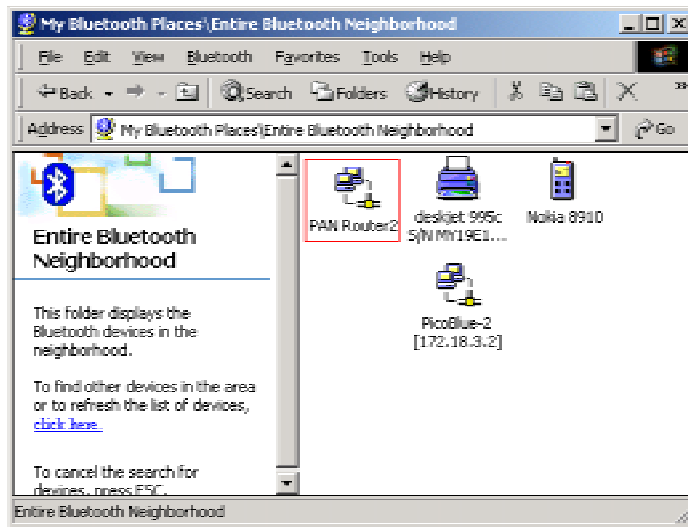 My Bluetooth Places\Entire Bluetooth Neighborhood
File Edit View Bluetooth Favorites Tools Help
Back Search Folders History
Address My Bluetooth Places\Entire Bluetooth Neighborhood Go
Entire Bluetooth
Neighborhood
This folder displays the
Bluetooth devices in the
neighborhood.
To find other devices in the area
or to refresh the list of devices,
click here.
To cancel the search for
devices, press ESC.
PAN Router2
deskjet 995c
S/N MY19E1...
Nokia 8910
PicoBlue-2
[172.18.3.2]
Entire Bluetooth Neighborhood